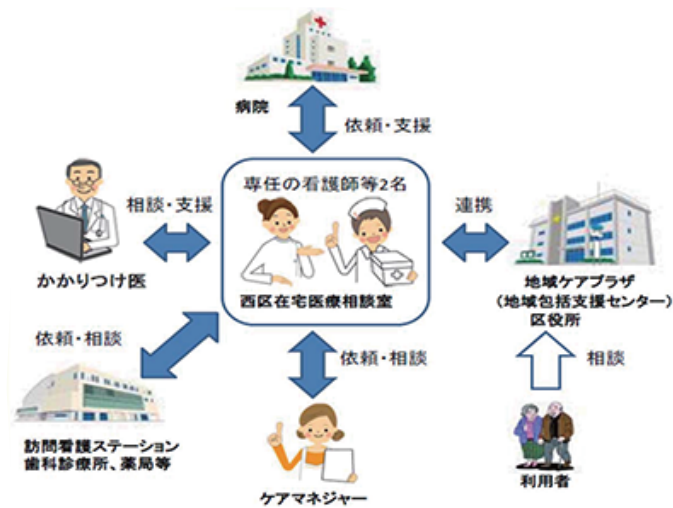 病院
依頼・支援
専任の看護師等2名
相談・支援
連携
西区在宅医療相談室
かかりつけ医
地域ケアプラザ
（地域包括支援センター）
区役所
依頼・相談
依頼・相談
相談
訪問看護ステーション
歯科診療所、薬局等
ケアマネジャー
利用者